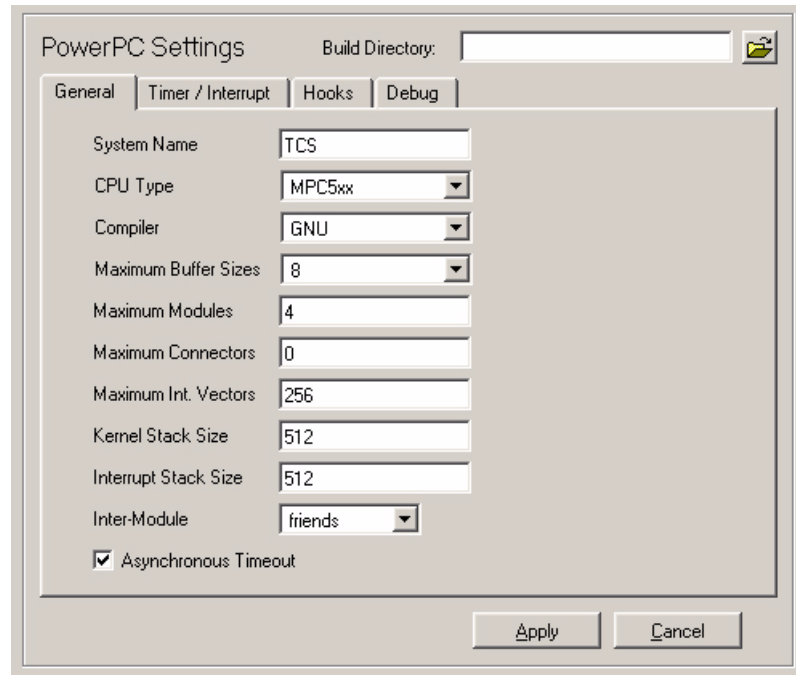 PowerPC Settings Build Directory:
General Timer / Interrupt Hooks Debug
System Name TCS
CPU Type MPC5xx
Compiler GNU
Maximum Buffer Sizes 8
Maximum Modules 4
Maximum Connectors 0
Maximum Int. Vectors 256
Kernel Stack Size 512
Interrupt Stack Size 512
Inter-Module friends
Asynchronous Timeout
Apply Cancel